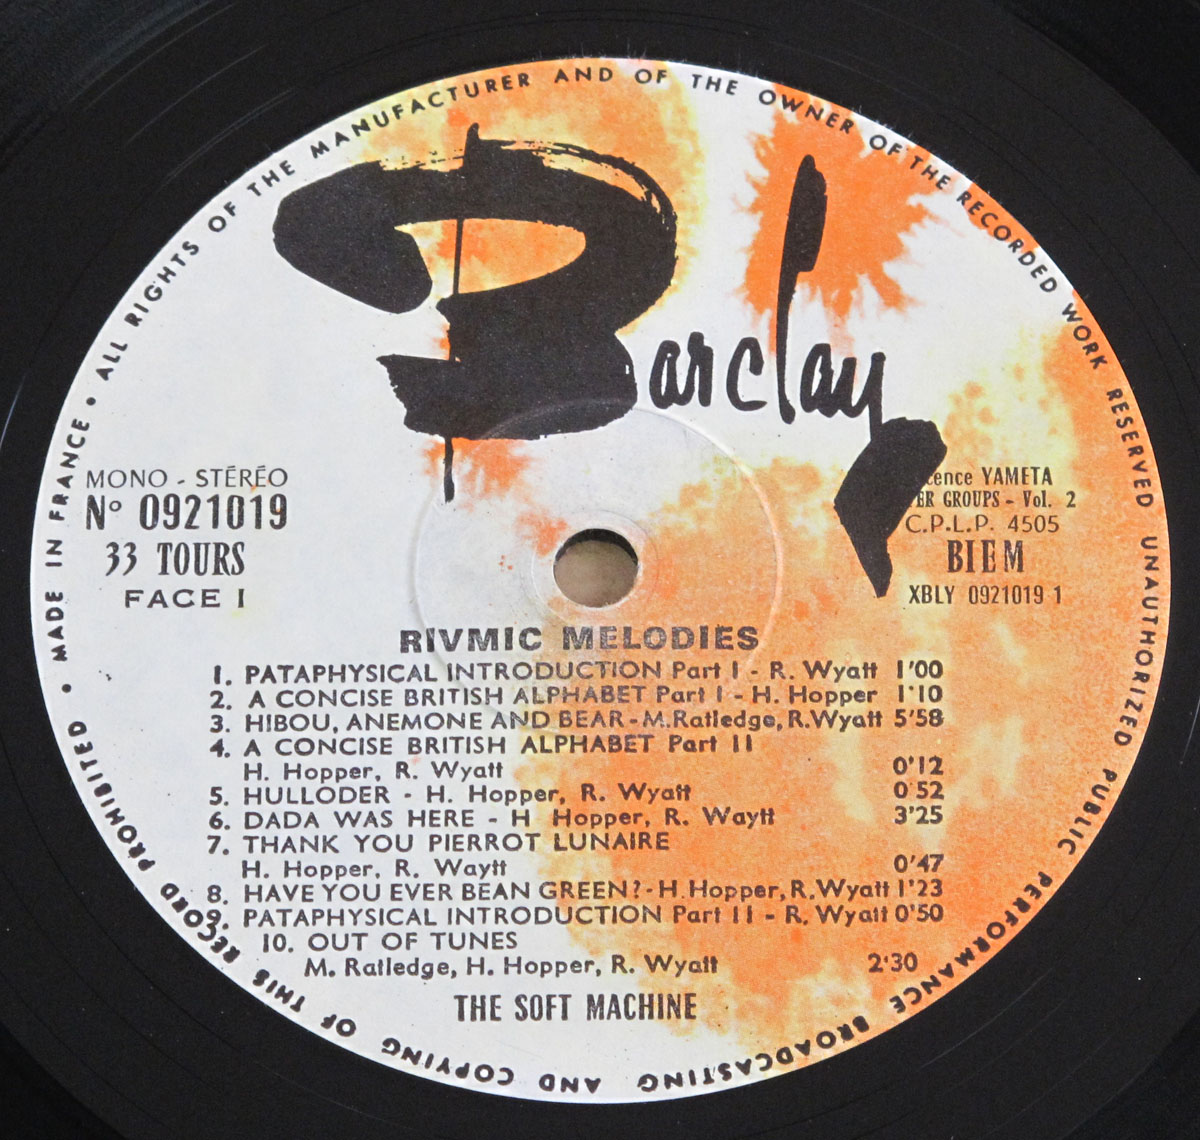 ALL RIGHTS OF THE MANUFACTURER AND OF THE OWNER OF THE RECORDED WORK RESERVED UNAUTHORIZED PUBLIC PERFORMANCE BROADCASTING AND COPYING OF THIS RECORD PROHIBITED • MADE IN FRANCE •
Barclay
MONO - STÉRÉO
Nº 0921019
33 TOURS
FACE I
YAMETA
GROUPS - Vol. 2
C.P.L.P. 4505
BIEM
XBLY 0921019 1
RIVMIC MELODIES
1. PATAPHYSICAL INTRODUCTION Part I - R. Wyatt 1'00
2. A CONCISE BRITISH ALPHABET Part I - H. Hopper 1'10
3. HIBOU, ANEMONE AND BEAR - M. Ratledge, R. Wyatt 5'58
4. A CONCISE BRITISH ALPHABET Part II
H. Hopper, R. Wyatt 0'12
5. HULLODER - H. Hopper, R. Wyatt 0'52
6. DADA WAS HERE - H Hopper, R. Waytt 3'25
7. THANK YOU PIERROT LUNAIRE
H. Hopper, R. Waytt 0'47
8. HAVE YOU EVER BEAN GREEN? - H. Hopper, R. Wyatt 1'23
9. PATAPHYSICAL INTRODUCTION Part II - R. Wyatt 0'50
10. OUT OF TUNES
M. Ratledge, H. Hopper, R. Wyatt 2'30
THE SOFT MACHINE